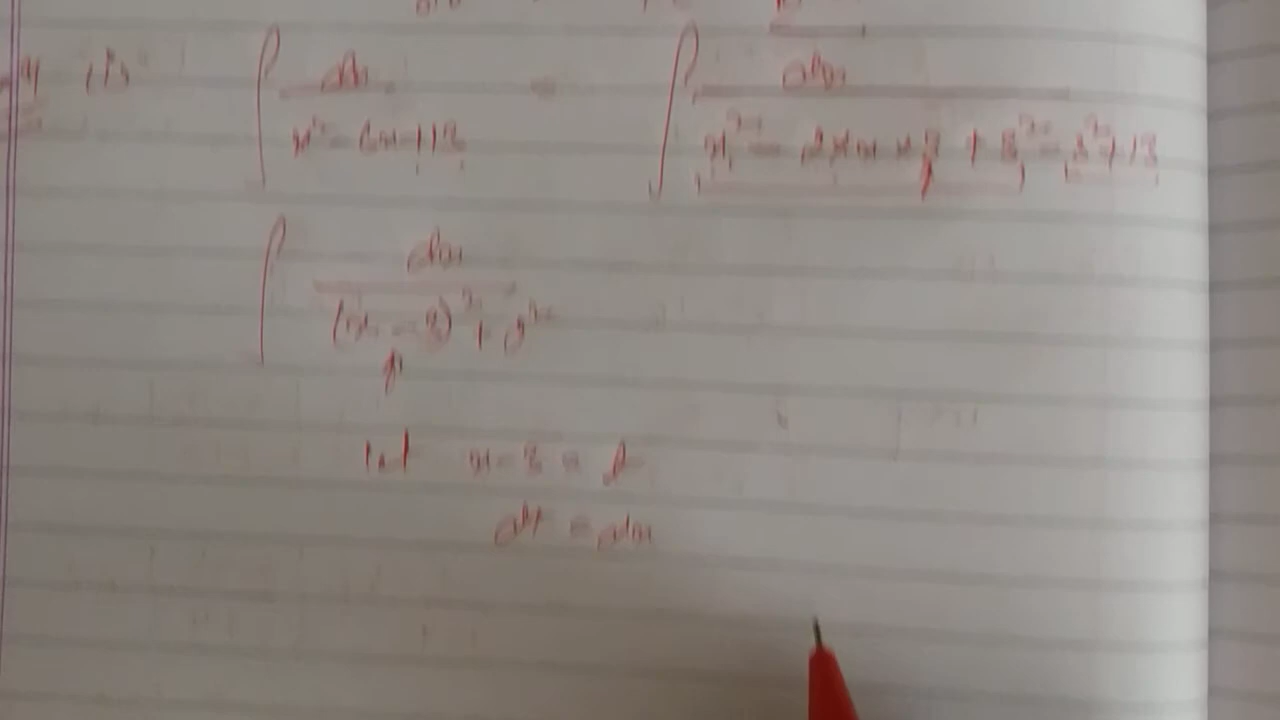 ∫ dx / (x² - 6x + 13) = ∫ dx / (x² - 2×x×3 + 3² - 3² + 13)
∫ dx / ((x - 3)² + 2²)
Let x - 3 = t
dt = dx